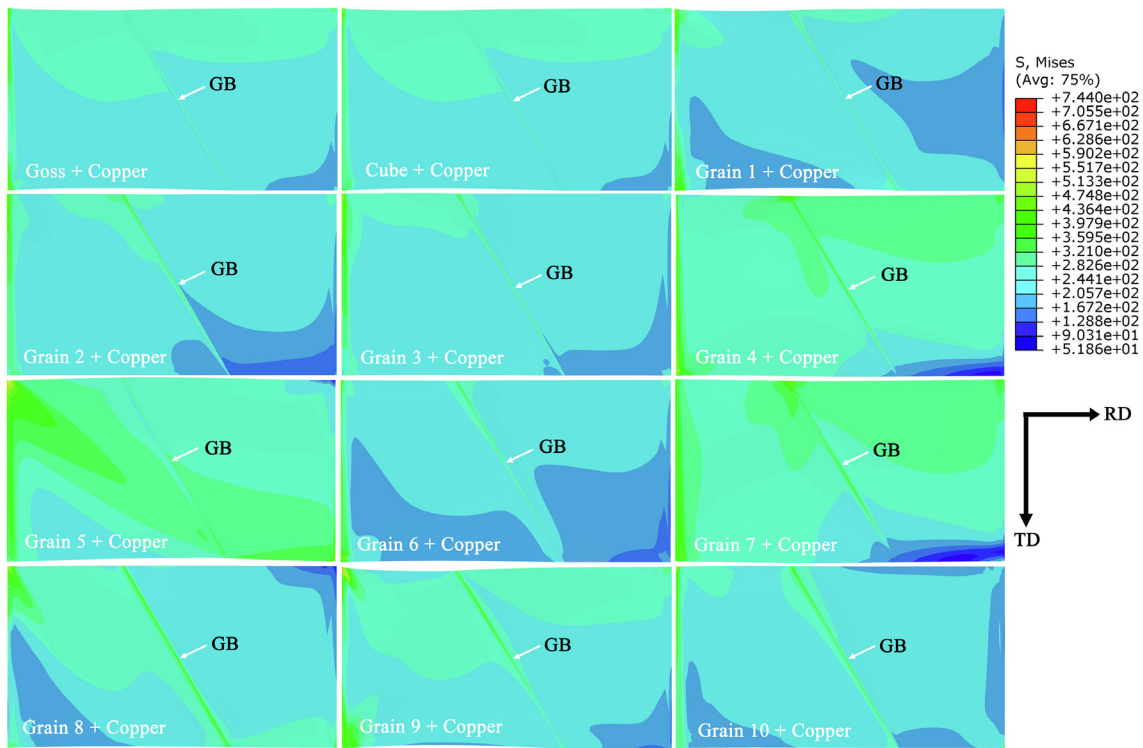 GB
Goss + Copper
GB
Cube + Copper
GB
Grain 1 + Copper
S, Mises
(Avg: 75%)
+7.440e+02
+7.055e+02
+6.671e+02
+6.286e+02
+5.902e+02
+5.517e+02
+5.133e+02
+4.748e+02
+4.364e+02
+3.979e+02
+3.595e+02
+3.210e+02
+2.826e+02
+2.441e+02
+2.057e+02
+1.672e+02
+1.288e+02
+9.031e+01
+5.186e+01
GB
Grain 2 + Copper
GB
Grain 3 + Copper
GB
Grain 4 + Copper
GB
Grain 5 + Copper
GB
Grain 6 + Copper
GB
Grain 7 + Copper
RD
TD
GB
Grain 8 + Copper
GB
Grain 9 + Copper
GB
Grain 10 + Copper